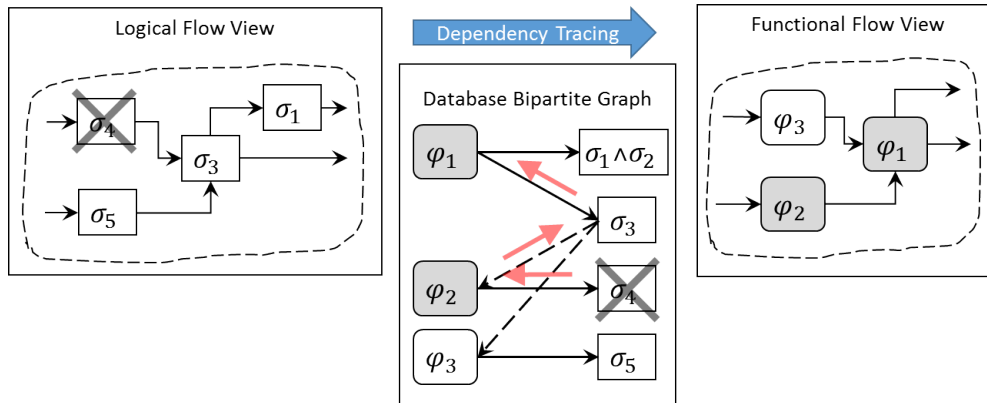 Logical Flow View
σ₄
σ₁
σ₃
σ₅
Dependency Tracing
Database Bipartite Graph
φ₁
σ₁∧σ₂
σ₃
φ₂
σ₄
φ₃
σ₅
Functional Flow View
φ₃
φ₁
φ₂